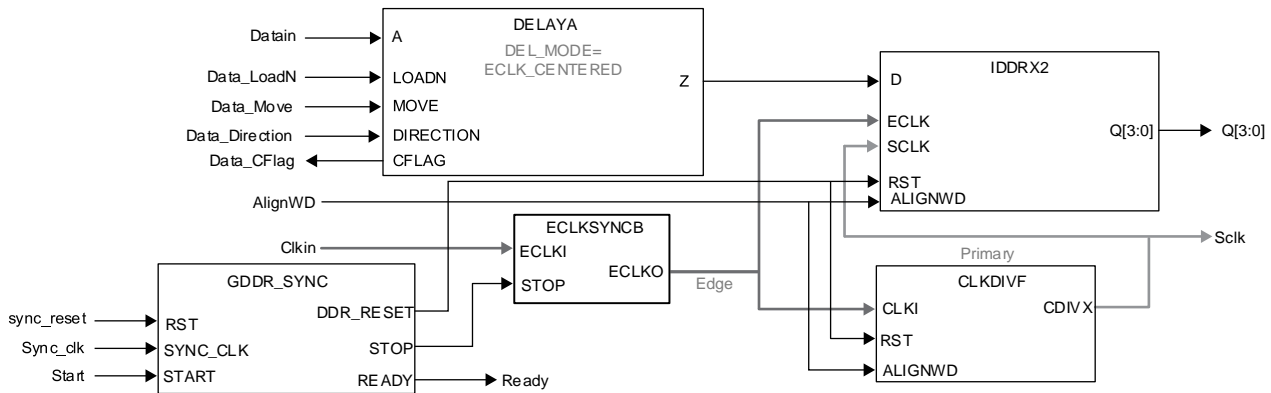 DELAYA
DEL_MODE=
ECLK_CENTERED
Datain
A
Data_LoadN
LOADN
Data_Move
MOVE
Data_Direction
DIRECTION
Data_CFlag
CFLAG
Z
IDDRX2
D
ECLK
SCLK
Q[3:0]
Q[3:0]
RST
ALIGNWD
AlignWD
ECLKSYNCB
Clkin
ECLKI
ECLKO
STOP
Edge
Primary
Sclk
GDDR_SYNC
DDR_RESET
sync_reset
RST
Sync_clk
SYNC_CLK
STOP
Start
START
READY
Ready
CLKDIVF
CLKI
CDIVX
RST
ALIGNWD